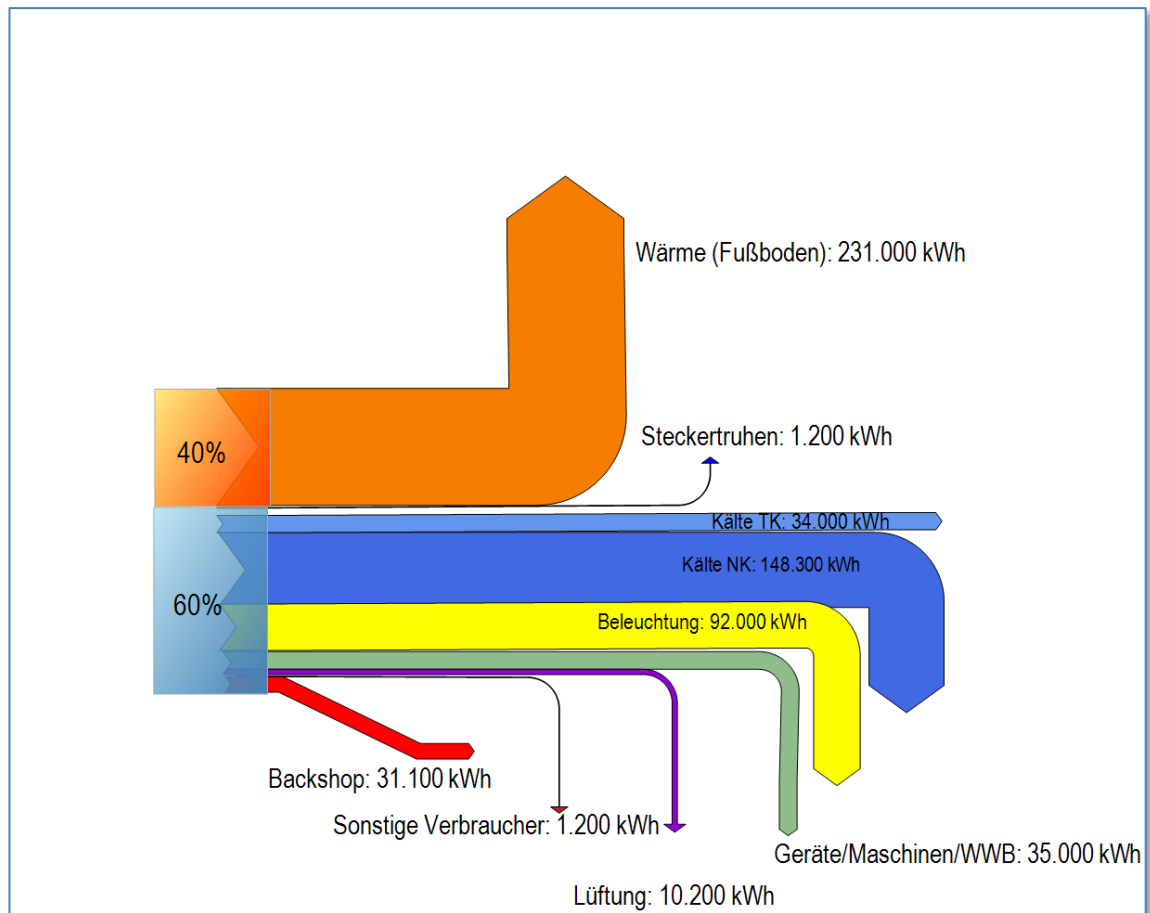 Wärme (Fußboden): 231.000 kWh
Steckertruhen: 1.200 kWh
40%
Kälte TK: 34.000 kWh
Kälte NK: 148.300 kWh
60%
Beleuchtung: 92.000 kWh
Backshop: 31.100 kWh
Sonstige Verbraucher: 1.200 kWh
Geräte/Maschinen/WWB: 35.000 kWh
Lüftung: 10.200 kWh